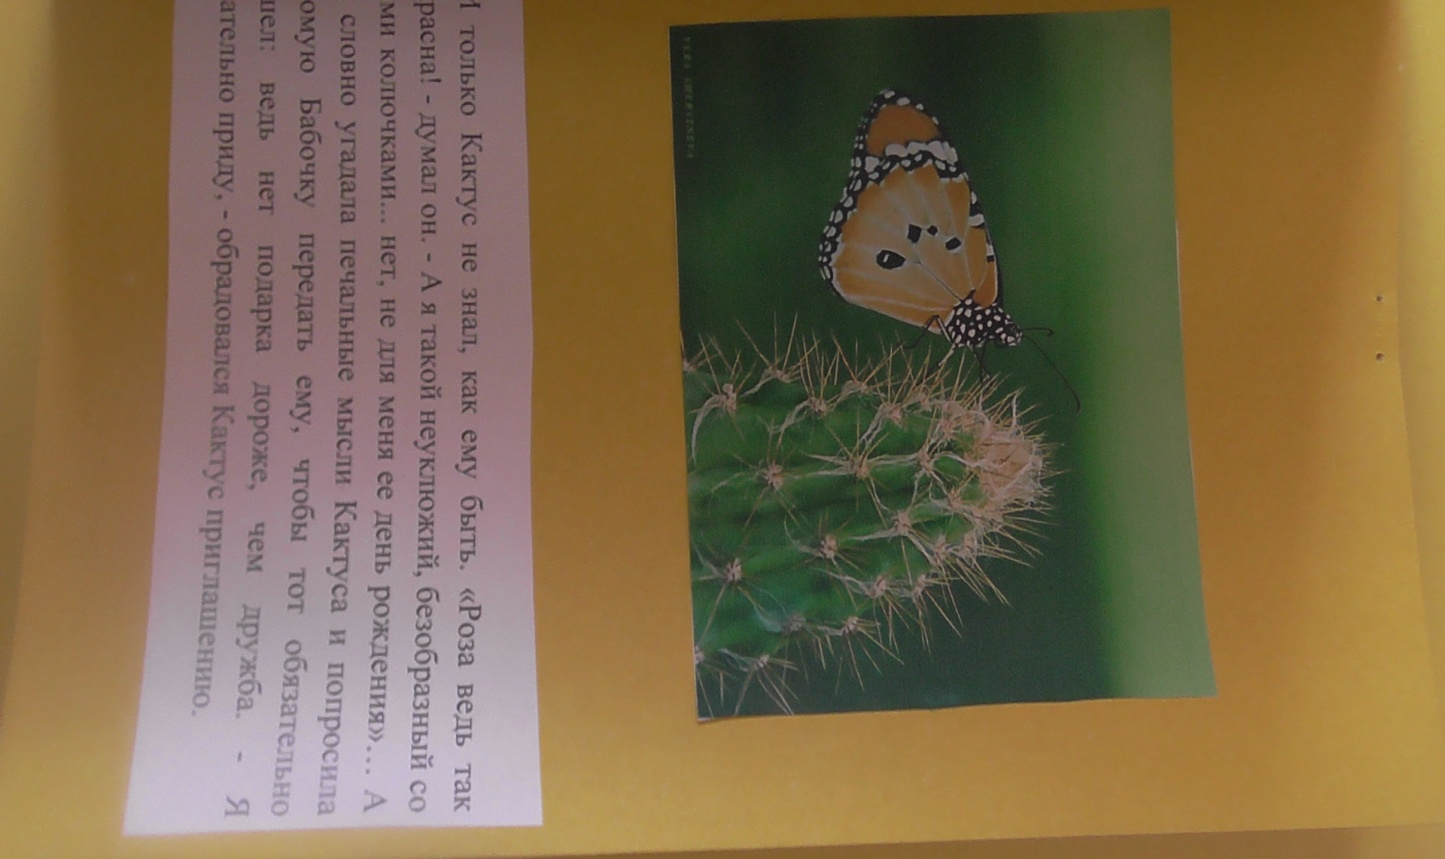 И только Кактус не знал, как ему быть. «Роза ведь так
расна! - думал он. - А я такой неуклюжий, безобразный со
ми колючками... нет, не для меня ее день рождения»… А
словно угадала печальные мысли Кактуса и попросила
омую Бабочку передать ему, чтобы тот обязательно
шел: ведь нет подарка дороже, чем дружба. - Я
ательно приду, - обрадовался Кактус приглашению.